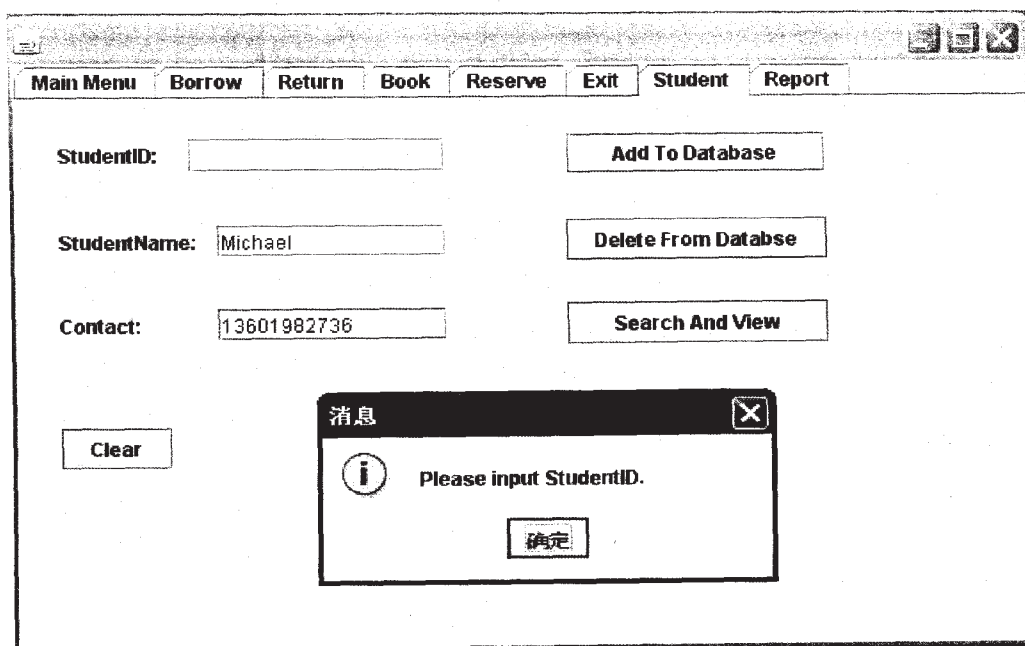 Main Menu Borrow Return Book Reserve Exit Student Report
StudentID: Add To Database
StudentName: Michael Delete From Databse
Contact: 13601982736 Search And View
消息
Clear
Please input StudentID.
确定